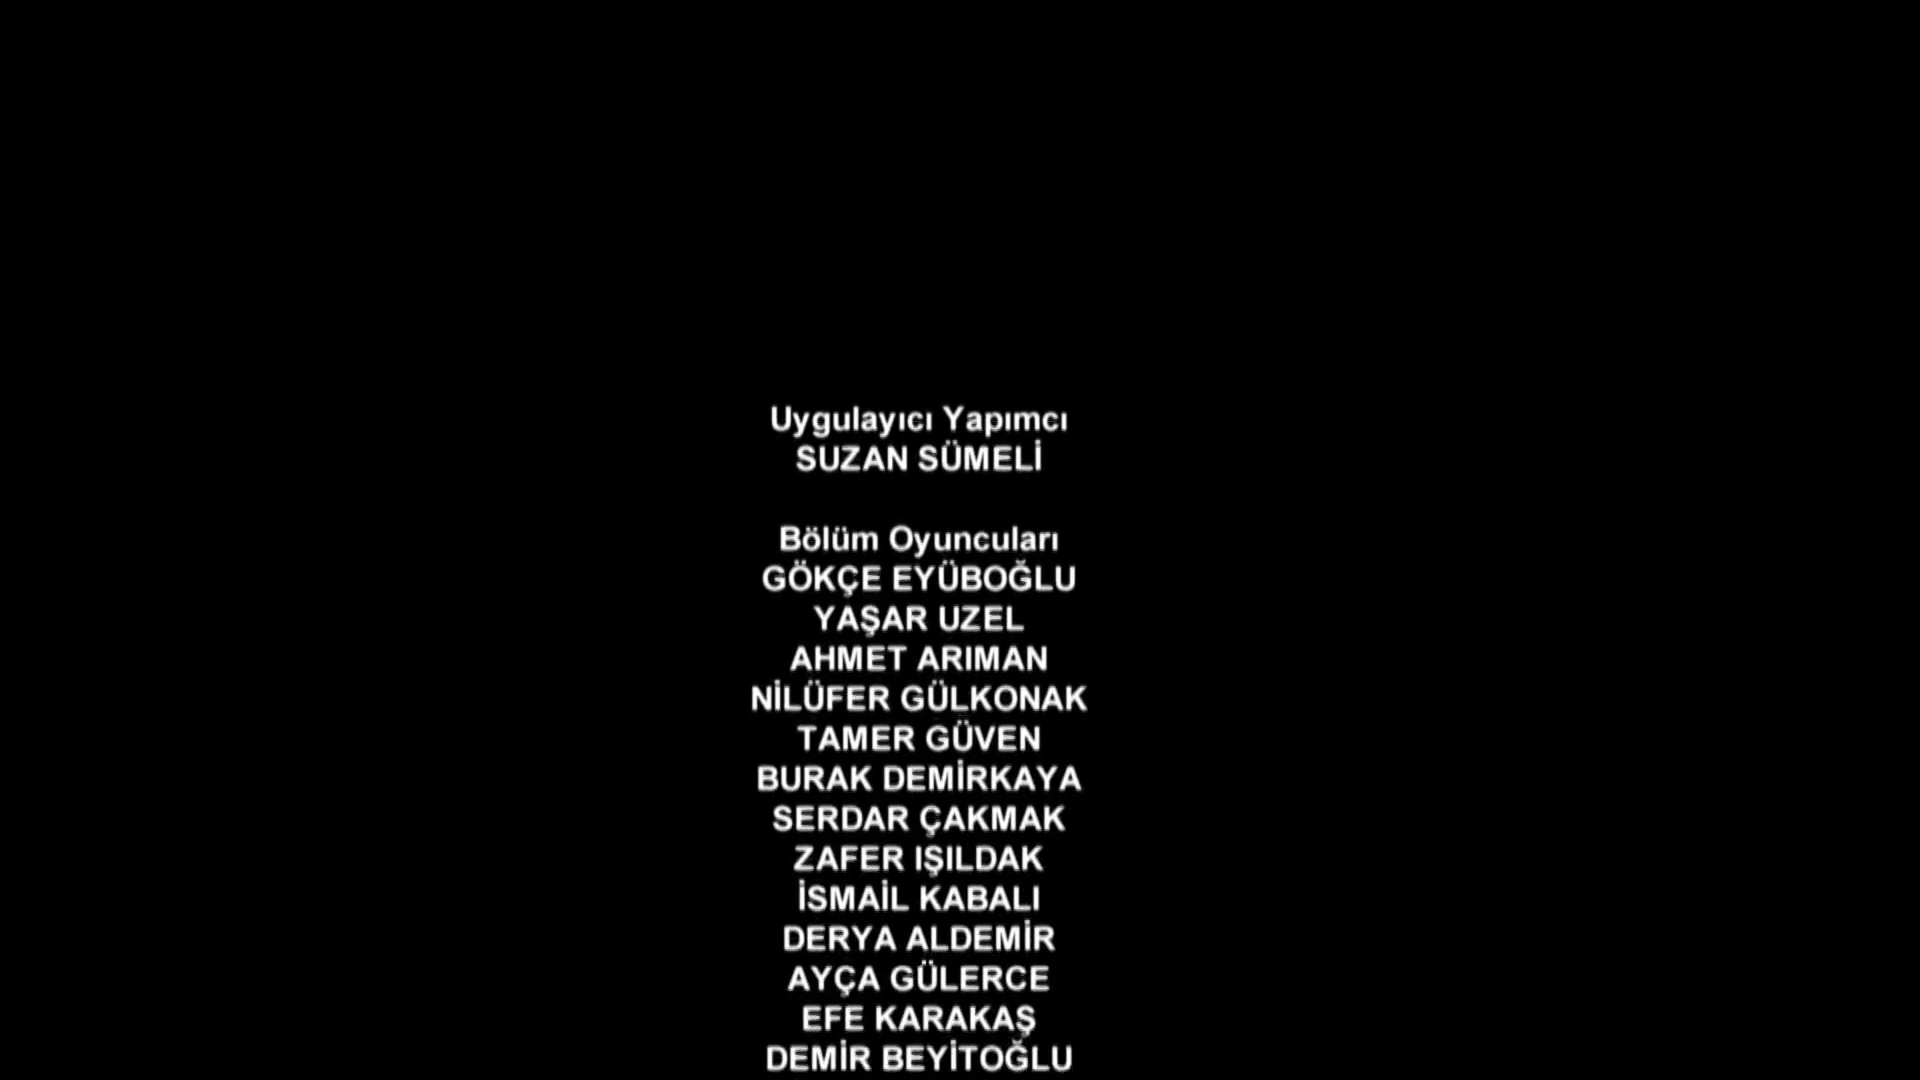 Uygulayıcı Yapımcı
SUZAN SÜMELİ
Bölüm Oyuncuları
GÖKÇE EYÜBOĞLU
YAŞAR UZEL
AHMET ARIMAN
NİLÜFER GÜLKONAK
TAMER GÜVEN
BURAK DEMİRKAYA
SERDAR ÇAKMAK
ZAFER IŞILDAK
İSMAİL KABALI
DERYA ALDEMİR
AYÇA GÜLERCE
EFE KARAKAŞ
DEMİR BEYİTOĞLU